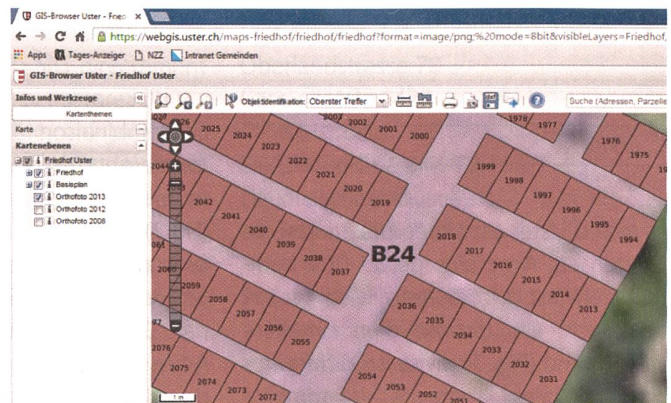 GIS-Browser Uster - Frie
https://webgis.uster.ch/maps-friedhof/friedhof/friedhof?format=image/png;%20mode=8bit&visibleLayers=Friedhof,
Apps Tages-Anzeiger NZZ Intranet Gemeinden
GIS-Browser Uster - Friedhof Uster
Infos und Werkzeuge
Kartenthemen
Karte
Kartenebenen
Friedhof Uster
Friedhof
Basisplan
Orthofoto 2013
Orthofoto 2012
Orthofoto 2008
Objektidentifikation: Oberster Treffer
Suche (Adressen, Parzelle
2026 2025 2024 2023 2022 2021 2020 2019
2002 2001 2000
1978 1977
1976 1975
1999 1998 1997 1996 1995 1994
2042 2041 2040 2039 2038 2037
B24
2018 2017 2016 2015 2014 2013
2059 2058 2057 2056 2055
2036 2035 2034 2033 2032 2031
2076 2075 2074 2073 2072
2054 2053 2052 2051
1 m